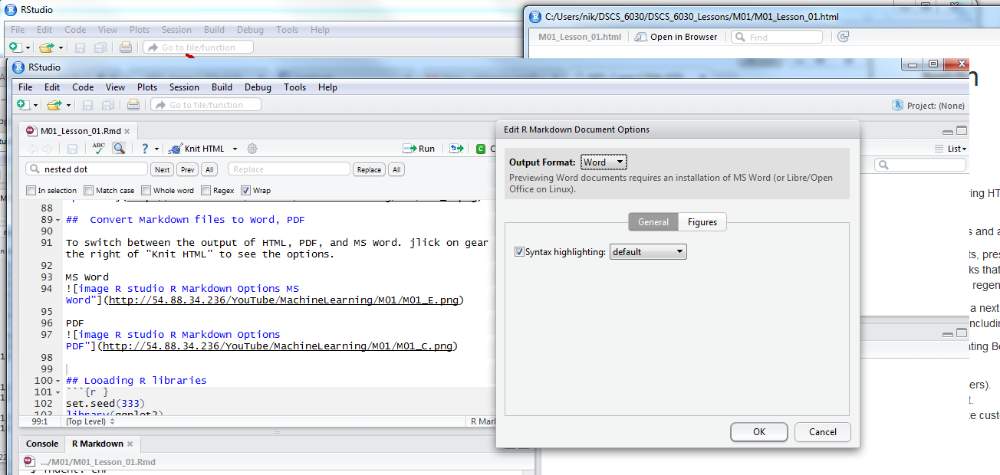 RStudio
File Edit Code View Plots Session Build Debug Tools Help
Go to file/function
C:/Users/nik/DSCS_6030/DSCS_6030_Lessons/M01/M01_Lesson_01.html
M01_Lesson_01.html Open in Browser Find
RStudio
File Edit Code View Plots Session Build Debug Tools Help
Go to file/function
Project: (None)
M01_Lesson_01.Rmd
ABC
? Knit HTML Run C
List
nested dot Next Prev All Replace Replace All
In selection Match case Whole word Regex Wrap
88
89 ##  Convert Markdown files to Word, PDF
90
91 To switch between the output of HTML, PDF, and MS Word. jlick on gear
the right of "Knit HTML" to see the options.
92
93 MS Word
94 ![image R studio R Markdown Options MS
Word"](http://54.88.34.236/YouTube/MachineLearning/M01/M01_E.png)
95
96 PDF
97 ![image R studio R Markdown Options
PDF"](http://54.88.34.236/YouTube/MachineLearning/M01/M01_C.png)
98
99
100 ## Looading R libraries
101 ```{r }
102 set.seed(333)
103 library(ggplot2)
99:1 (Top Level) R Mar
Console R Markdown
.../M01/M01_Lesson_01.Rmd
Edit R Markdown Document Options
Output Format: Word
Previewing Word documents requires an installation of MS Word (or Libre/Open
Office on Linux).
General Figures
Syntax highlighting: default
OK Cancel
ring HT
s and a
ts, pres
ks that
regen
a next
ncludin
ting Be
ers).
t.
te custo